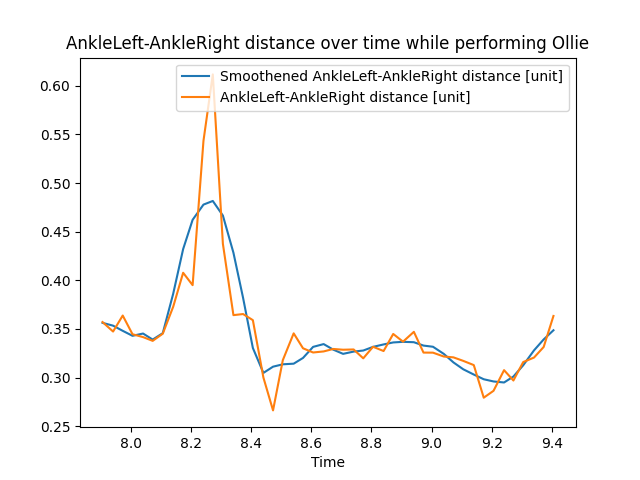 AnkleLeft-AnkleRight distance over time while performing Ollie
Smoothened AnkleLeft-AnkleRight distance [unit]
AnkleLeft-AnkleRight distance [unit]
0.60
0.55
0.50
0.45
0.40
0.35
0.30
0.25
8.0 8.2 8.4 8.6 8.8 9.0 9.2 9.4
Time